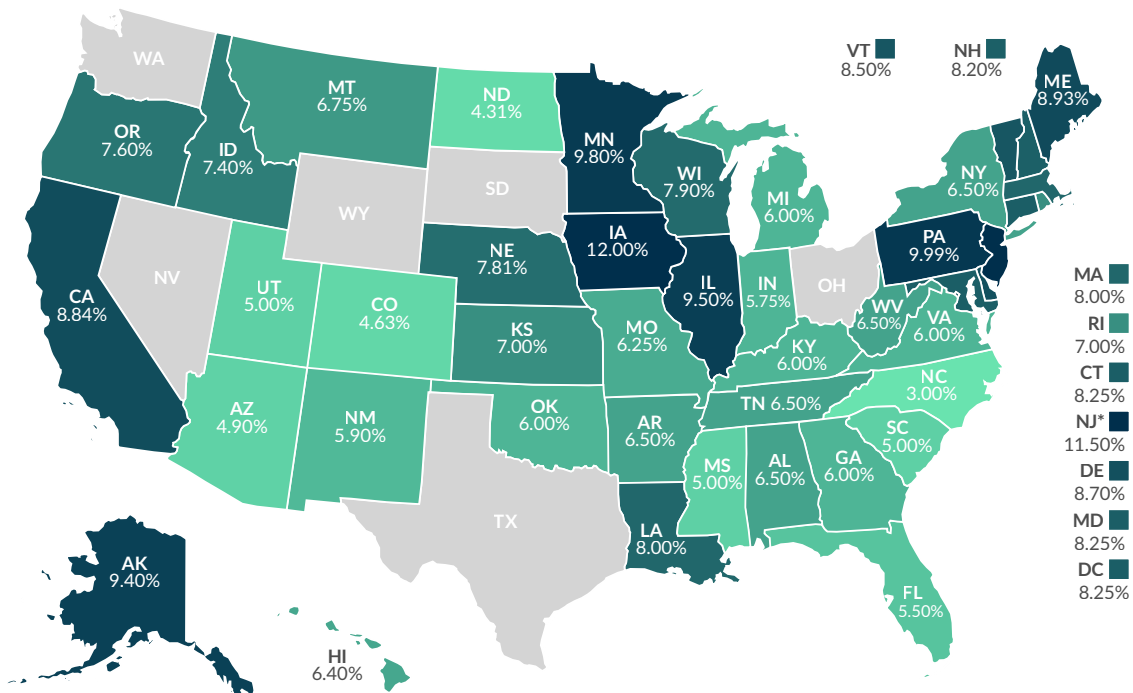 WA
VT
8.50%
NH
8.20%
ME
8.93%
MT
6.75%
ND
4.31%
MN
9.80%
OR
7.60%
ID
7.40%
WI
7.90%
NY
6.50%
SD
WY
MI
6.00%
IA
12.00%
PA
9.99%
NE
7.81%
NV
UT
5.00%
CO
4.63%
CA
8.84%
IL
9.50%
IN
5.75%
OH
WV
6.50%
VA
6.00%
MA
8.00%
RI
7.00%
CT
8.25%
NJ*
11.50%
DE
8.70%
MD
8.25%
DC
8.25%
KS
7.00%
MO
6.25%
KY
6.00%
NC
3.00%
TN 6.50%
AZ
4.90%
NM
5.90%
OK
6.00%
AR
6.50%
SC
5.00%
MS
5.00%
AL
6.50%
GA
6.00%
TX
LA
8.00%
FL
5.50%
AK
9.40%
HI
6.40%